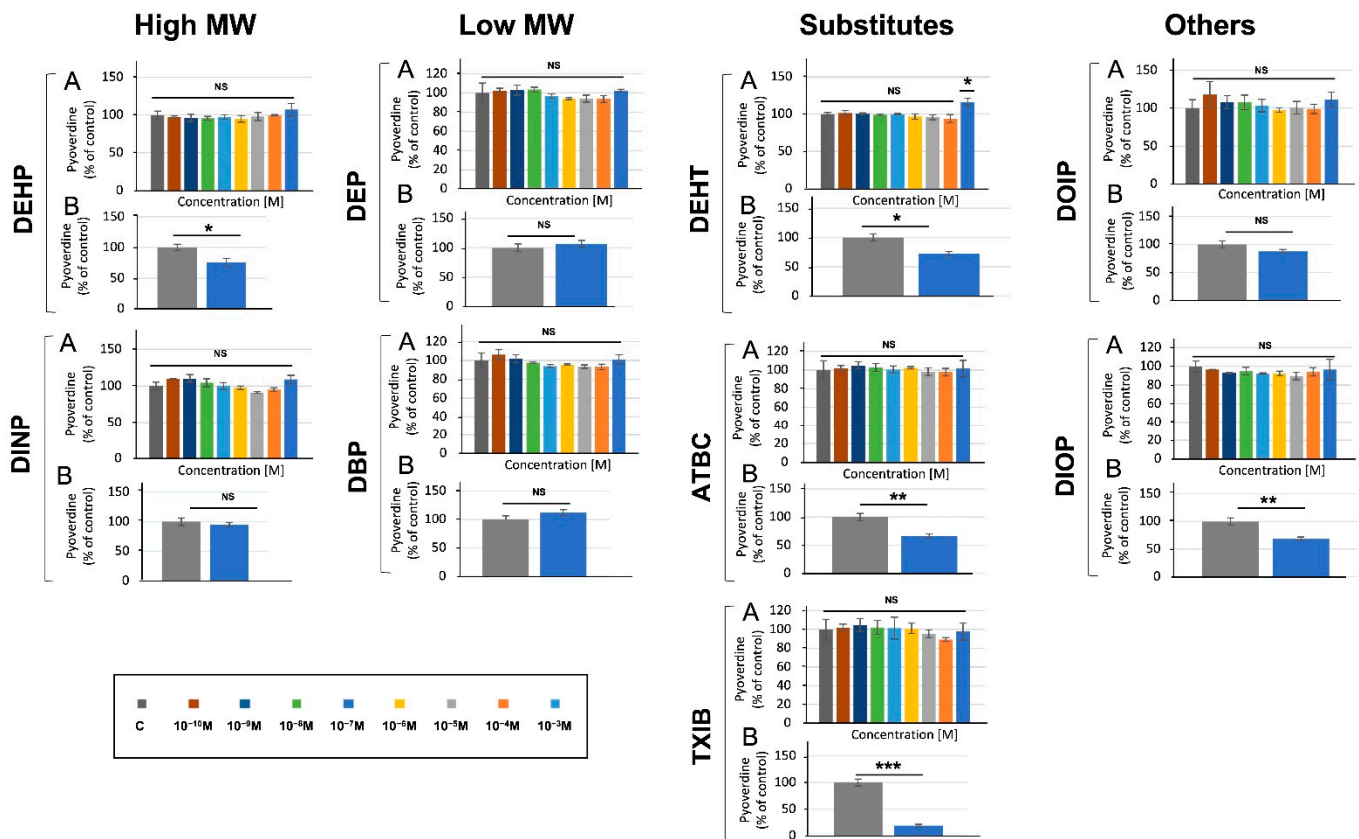 High MW
Low MW
Substitutes
Others
DEHP
A
Pyoverdine
(% of control)
150
100
50
0
NS
Concentration [M]
B
Pyoverdine
(% of control)
150
100
50
0
*
DINP
A
Pyoverdine
(% of control)
150
100
50
0
NS
Concentration [M]
B
Pyoverdine
(% of control)
150
100
50
0
NS
DEP
A
Pyoverdine
(% of control)
120
100
80
60
40
20
0
NS
Concentration [M]
B
Pyoverdine
(% of control)
150
100
50
0
NS
DBP
A
Pyoverdine
(% of control)
120
100
80
60
40
20
0
NS
Concentration [M]
B
Pyoverdine
(% of control)
150
100
50
0
NS
DEHT
A
Pyoverdine
(% of control)
150
100
50
0
NS
*
Concentration [M]
B
Pyoverdine
(% of control)
150
100
50
0
*
ATBC
A
Pyoverdine
(% of control)
120
100
80
60
40
20
0
NS
Concentration [M]
B
Pyoverdine
(% of control)
150
100
50
0
**
TXIB
A
Pyoverdine
(% of control)
120
100
80
60
40
20
0
NS
Concentration [M]
B
Pyoverdine
(% of control)
150
100
50
0
***
DOIP
A
Pyoverdine
(% of control)
150
100
50
0
NS
Concentration [M]
B
Pyoverdine
(% of control)
150
100
50
0
NS
DIOP
A
Pyoverdine
(% of control)
120
100
80
60
40
20
0
NS
Concentration [M]
B
Pyoverdine
(% of control)
150
100
50
0
**
C 10⁻¹⁰M 10⁻⁹M 10⁻⁸M 10⁻⁷M 10⁻⁶M 10⁻⁵M 10⁻⁴M 10⁻³M